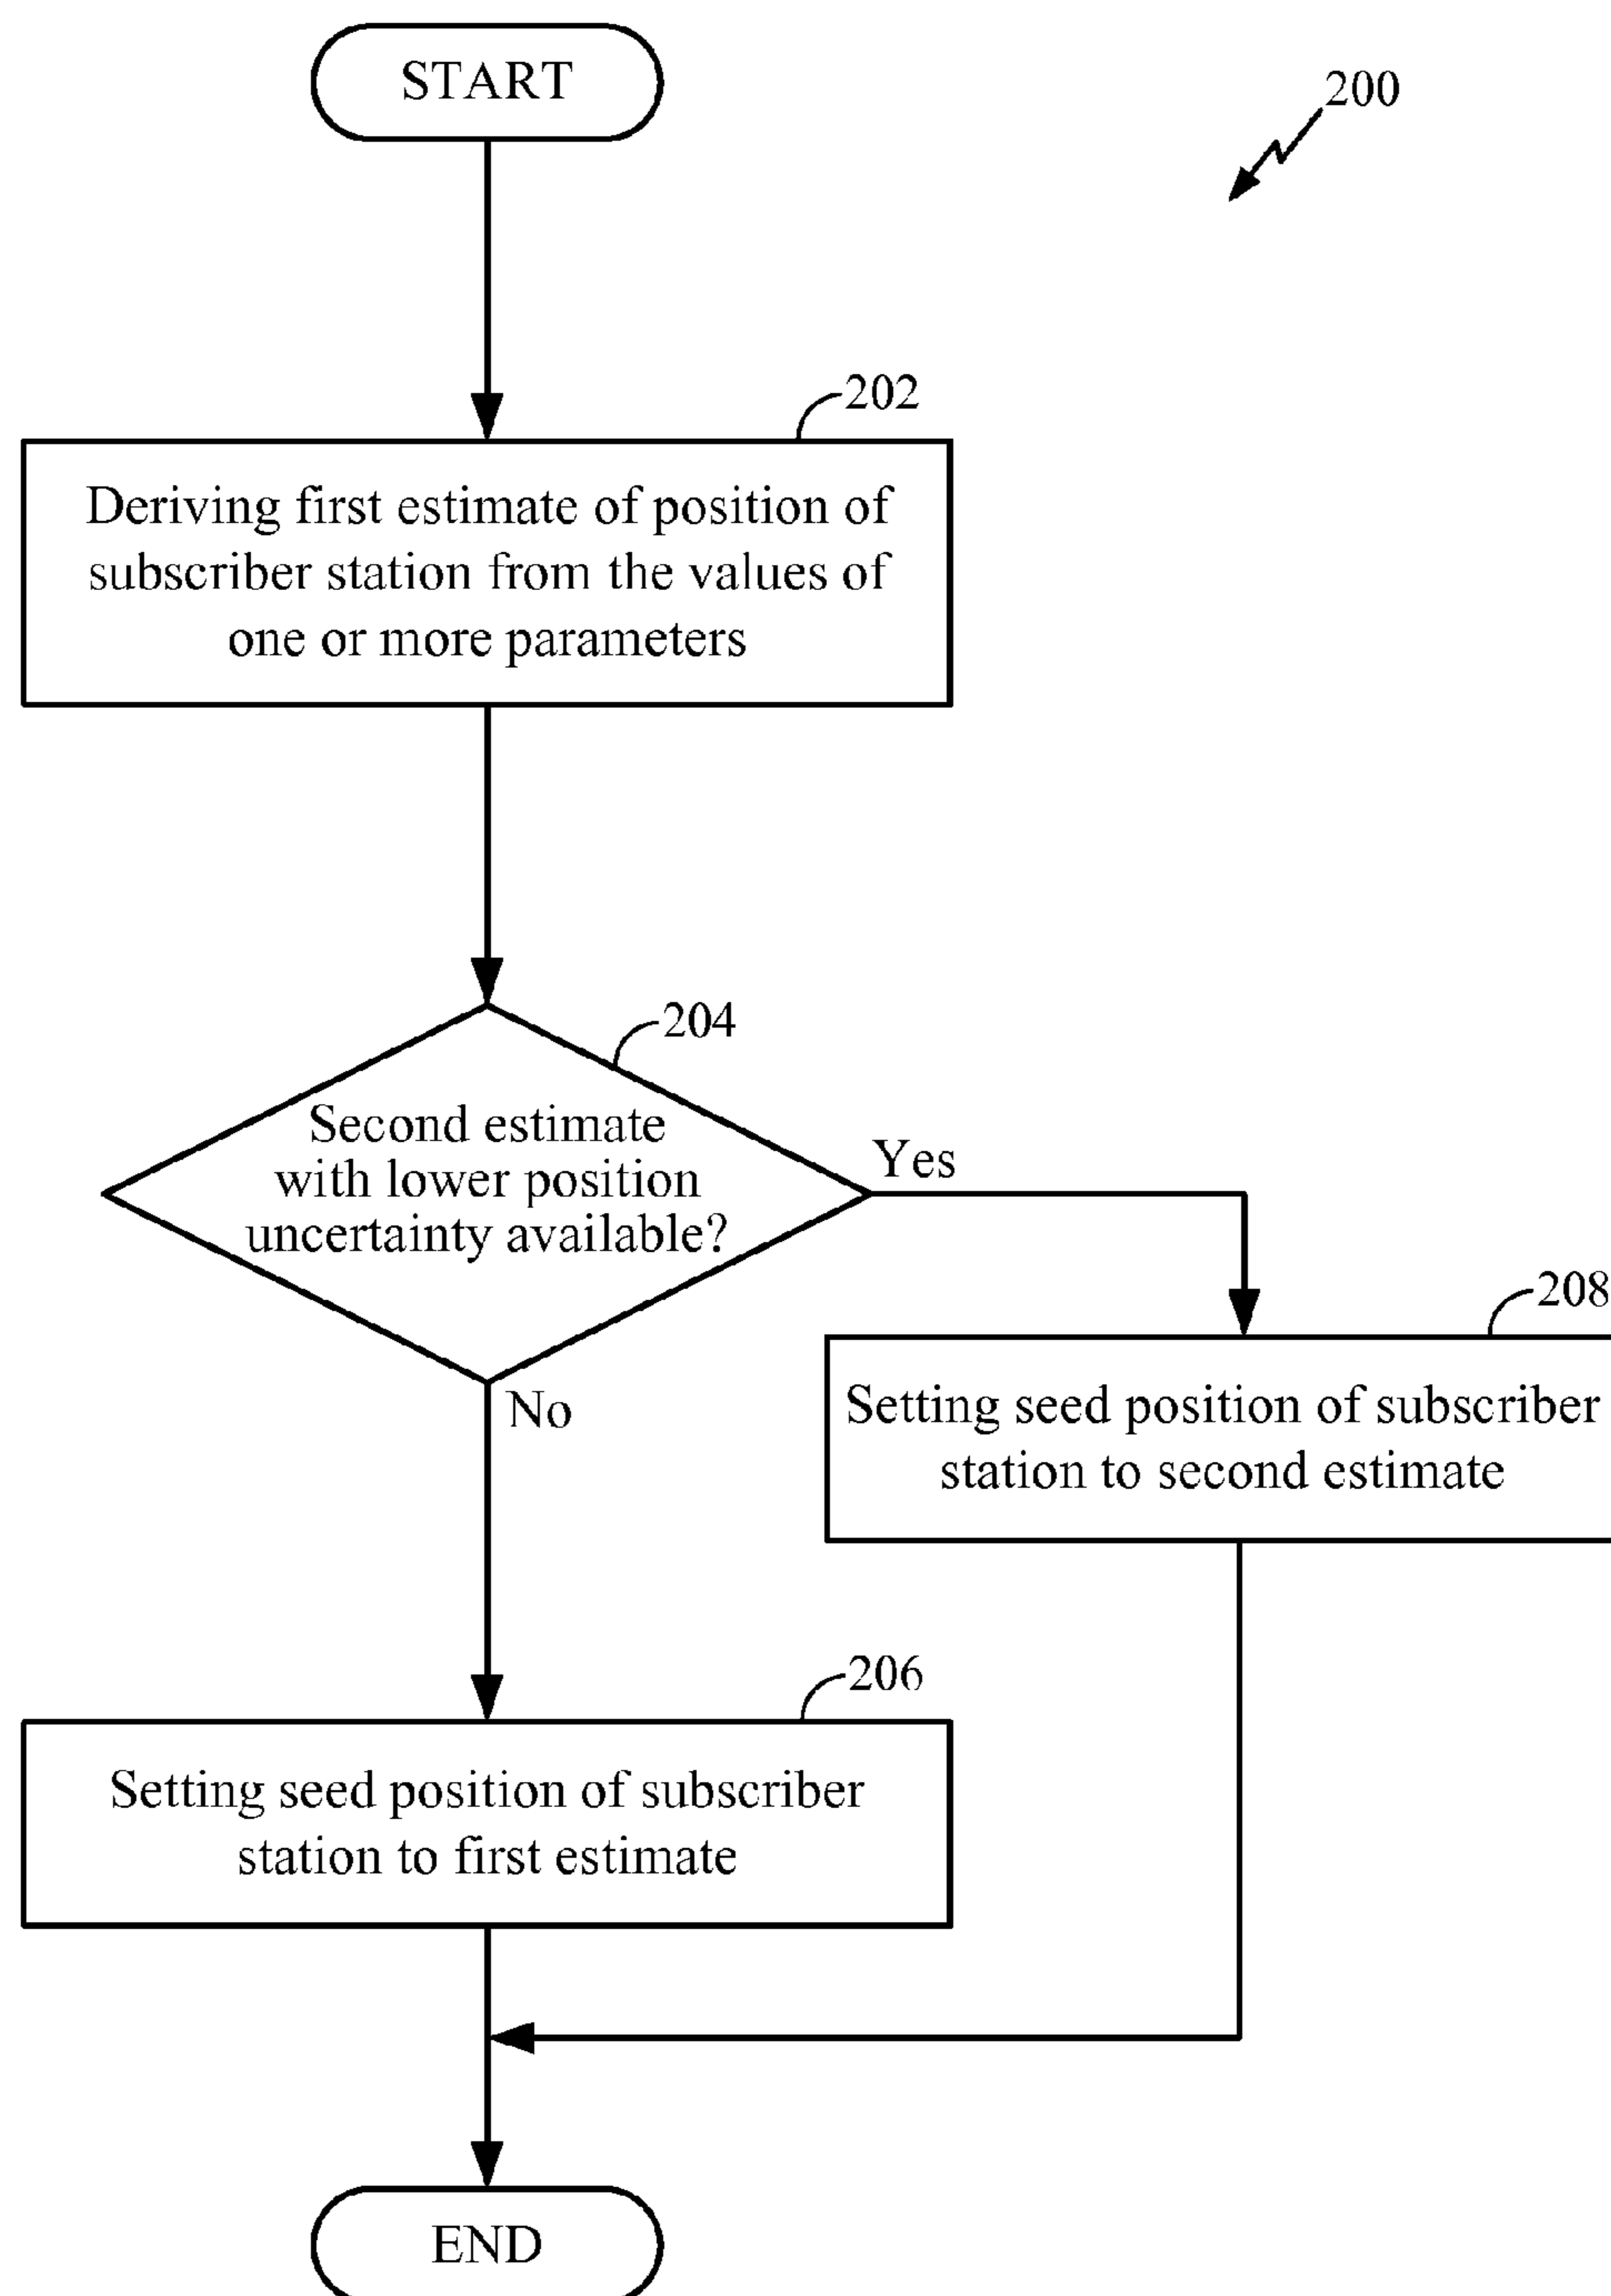 START
200
202
Deriving first estimate of position of
subscriber station from the values of
one or more parameters
204
Second estimate
with lower position
uncertainty available?
Yes
No
208
Setting seed position of subscriber
station to second estimate
206
Setting seed position of subscriber
station to first estimate
END